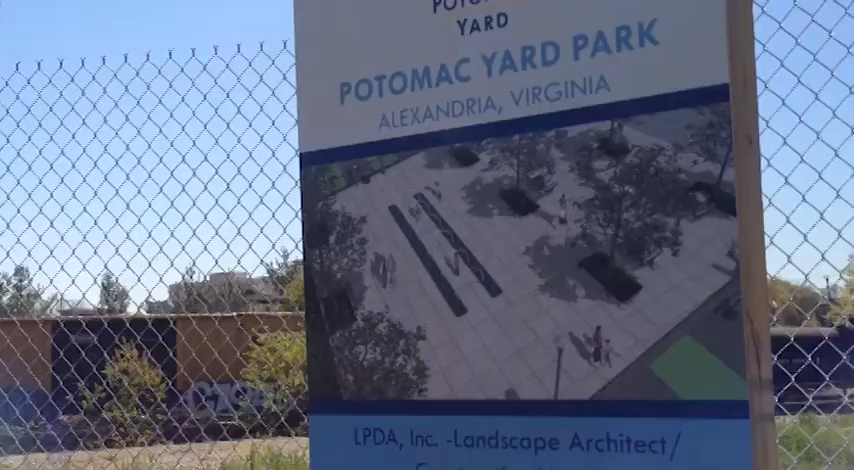 YARD
POTOMAC YARD PARK
ALEXANDRIA, VIRGINIA
LPDA, Inc. -Landscape Architect/